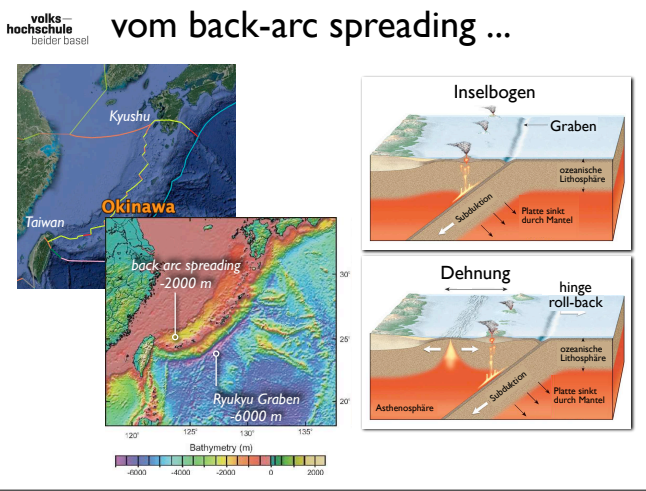 volks–
hochschule
beider basel
vom back-arc spreading ...
Kyushu
Okinawa
Taiwan
back arc spreading
-2000 m
Ryukyu Graben
-6000 m
30'
25'
20'
120' 125' 130' 135'
Bathymetry (m)
-6000 -4000 -2000 0 2000
Inselbogen
Graben
ozeanische
Lithosphäre
Subduktion
Platte sinkt
durch Mantel
Dehnung
hinge
roll-back
ozeanische
Lithosphäre
Subduktion
Platte sinkt
durch Mantel
Asthenosphäre